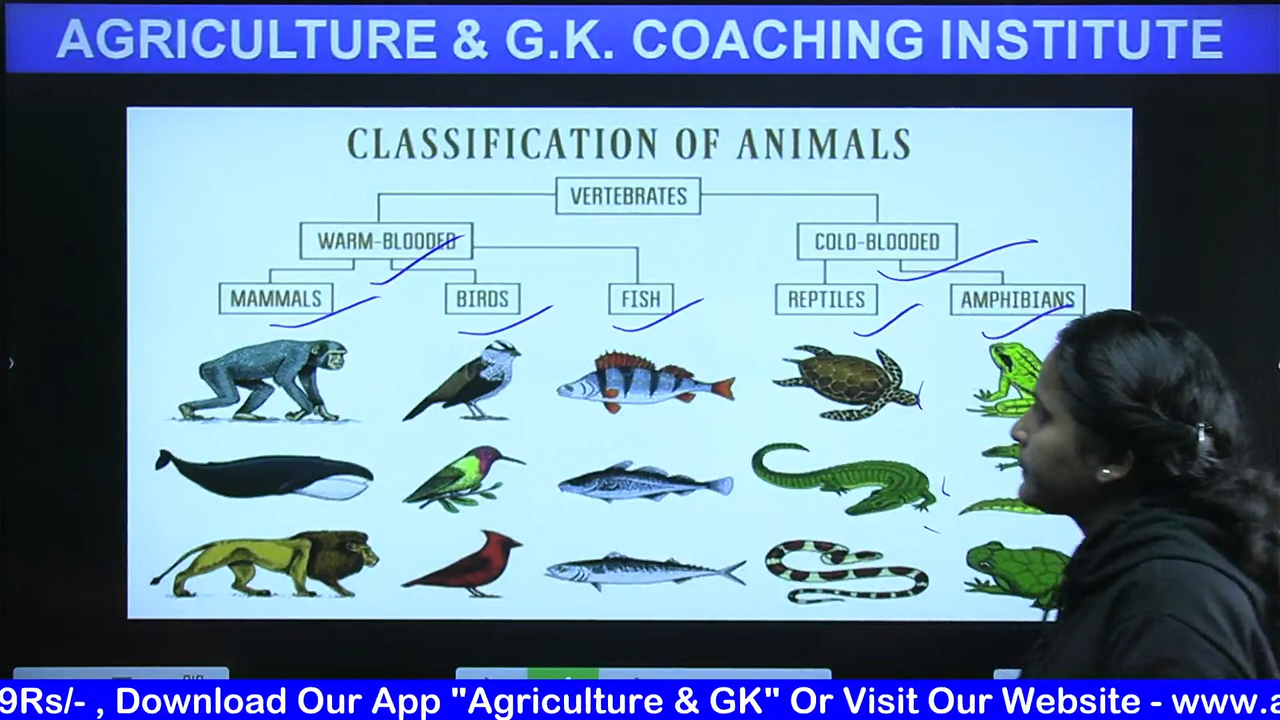 AGRICULTURE & G.K. COACHING INSTITUTE
CLASSIFICATION OF ANIMALS
VERTEBRATES
WARM-BLOODED COLD-BLOODED
MAMMALS BIRDS FISH REPTILES AMPHIBIANS
9Rs/- , Download Our App "Agriculture & GK" Or Visit Our Website - www.a